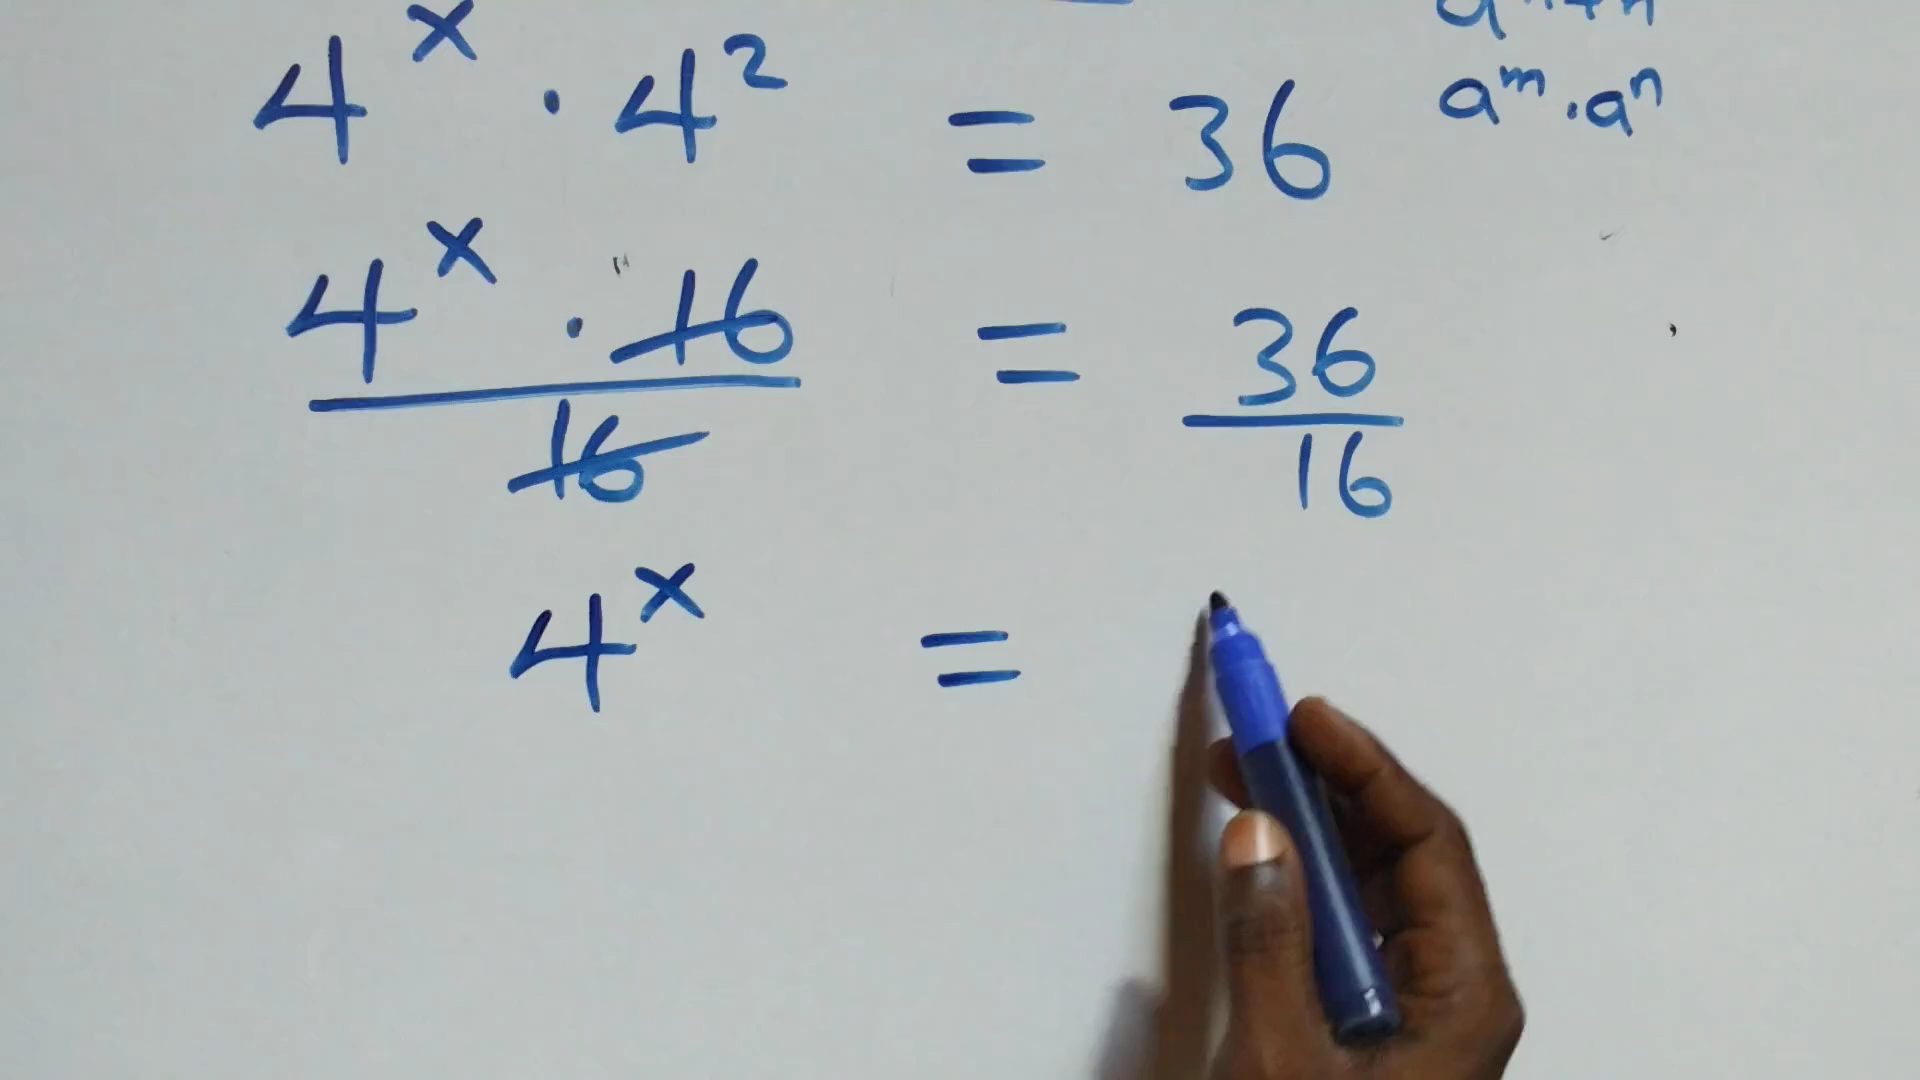 a^m+n
4^x · 4^2 = 36
a^m · a^n
4^x · 16 / 16 = 36 / 16
4^x =